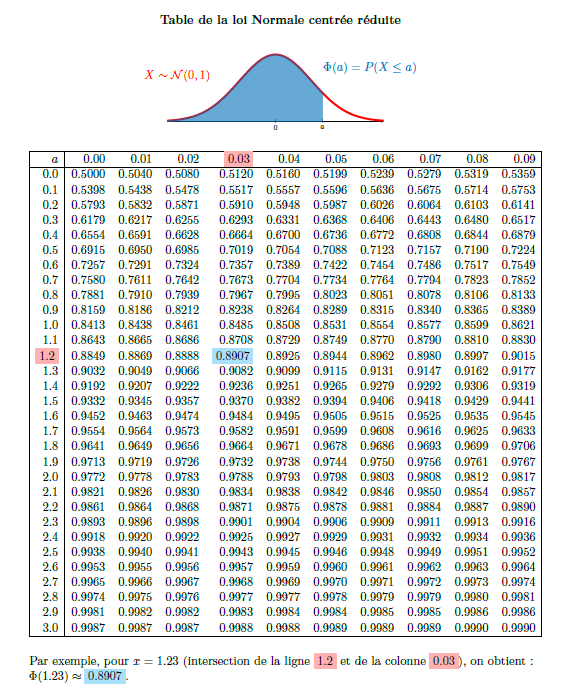 Table de la loi Normale centrée réduite
X ∼ N(0, 1)
Φ(a) = P(X ≤ a)
0 a
a 0.00 0.01 0.02 0.03 0.04 0.05 0.06 0.07 0.08 0.09
0.0 0.5000 0.5040 0.5080 0.5120 0.5160 0.5199 0.5239 0.5279 0.5319 0.5359
0.1 0.5398 0.5438 0.5478 0.5517 0.5557 0.5596 0.5636 0.5675 0.5714 0.5753
0.2 0.5793 0.5832 0.5871 0.5910 0.5948 0.5987 0.6026 0.6064 0.6103 0.6141
0.3 0.6179 0.6217 0.6255 0.6293 0.6331 0.6368 0.6406 0.6443 0.6480 0.6517
0.4 0.6554 0.6591 0.6628 0.6664 0.6700 0.6736 0.6772 0.6808 0.6844 0.6879
0.5 0.6915 0.6950 0.6985 0.7019 0.7054 0.7088 0.7123 0.7157 0.7190 0.7224
0.6 0.7257 0.7291 0.7324 0.7357 0.7389 0.7422 0.7454 0.7486 0.7517 0.7549
0.7 0.7580 0.7611 0.7642 0.7673 0.7704 0.7734 0.7764 0.7794 0.7823 0.7852
0.8 0.7881 0.7910 0.7939 0.7967 0.7995 0.8023 0.8051 0.8078 0.8106 0.8133
0.9 0.8159 0.8186 0.8212 0.8238 0.8264 0.8289 0.8315 0.8340 0.8365 0.8389
1.0 0.8413 0.8438 0.8461 0.8485 0.8508 0.8531 0.8554 0.8577 0.8599 0.8621
1.1 0.8643 0.8665 0.8686 0.8708 0.8729 0.8749 0.8770 0.8790 0.8810 0.8830
1.2 0.8849 0.8869 0.8888 0.8907 0.8925 0.8944 0.8962 0.8980 0.8997 0.9015
1.3 0.9032 0.9049 0.9066 0.9082 0.9099 0.9115 0.9131 0.9147 0.9162 0.9177
1.4 0.9192 0.9207 0.9222 0.9236 0.9251 0.9265 0.9279 0.9292 0.9306 0.9319
1.5 0.9332 0.9345 0.9357 0.9370 0.9382 0.9394 0.9406 0.9418 0.9429 0.9441
1.6 0.9452 0.9463 0.9474 0.9484 0.9495 0.9505 0.9515 0.9525 0.9535 0.9545
1.7 0.9554 0.9564 0.9573 0.9582 0.9591 0.9599 0.9608 0.9616 0.9625 0.9633
1.8 0.9641 0.9649 0.9656 0.9664 0.9671 0.9678 0.9686 0.9693 0.9699 0.9706
1.9 0.9713 0.9719 0.9726 0.9732 0.9738 0.9744 0.9750 0.9756 0.9761 0.9767
2.0 0.9772 0.9778 0.9783 0.9788 0.9793 0.9798 0.9803 0.9808 0.9812 0.9817
2.1 0.9821 0.9826 0.9830 0.9834 0.9838 0.9842 0.9846 0.9850 0.9854 0.9857
2.2 0.9861 0.9864 0.9868 0.9871 0.9875 0.9878 0.9881 0.9884 0.9887 0.9890
2.3 0.9893 0.9896 0.9898 0.9901 0.9904 0.9906 0.9909 0.9911 0.9913 0.9916
2.4 0.9918 0.9920 0.9922 0.9925 0.9927 0.9929 0.9931 0.9932 0.9934 0.9936
2.5 0.9938 0.9940 0.9941 0.9943 0.9945 0.9946 0.9948 0.9949 0.9951 0.9952
2.6 0.9953 0.9955 0.9956 0.9957 0.9959 0.9960 0.9961 0.9962 0.9963 0.9964
2.7 0.9965 0.9966 0.9967 0.9968 0.9969 0.9970 0.9971 0.9972 0.9973 0.9974
2.8 0.9974 0.9975 0.9976 0.9977 0.9977 0.9978 0.9979 0.9979 0.9980 0.9981
2.9 0.9981 0.9982 0.9982 0.9983 0.9984 0.9984 0.9985 0.9985 0.9986 0.9986
3.0 0.9987 0.9987 0.9987 0.9988 0.9988 0.9989 0.9989 0.9989 0.9990 0.9990
Par exemple, pour x = 1.23 (intersection de la ligne 1.2 et de la colonne 0.03), on obtient :
Φ(1.23) ≈ 0.8907.